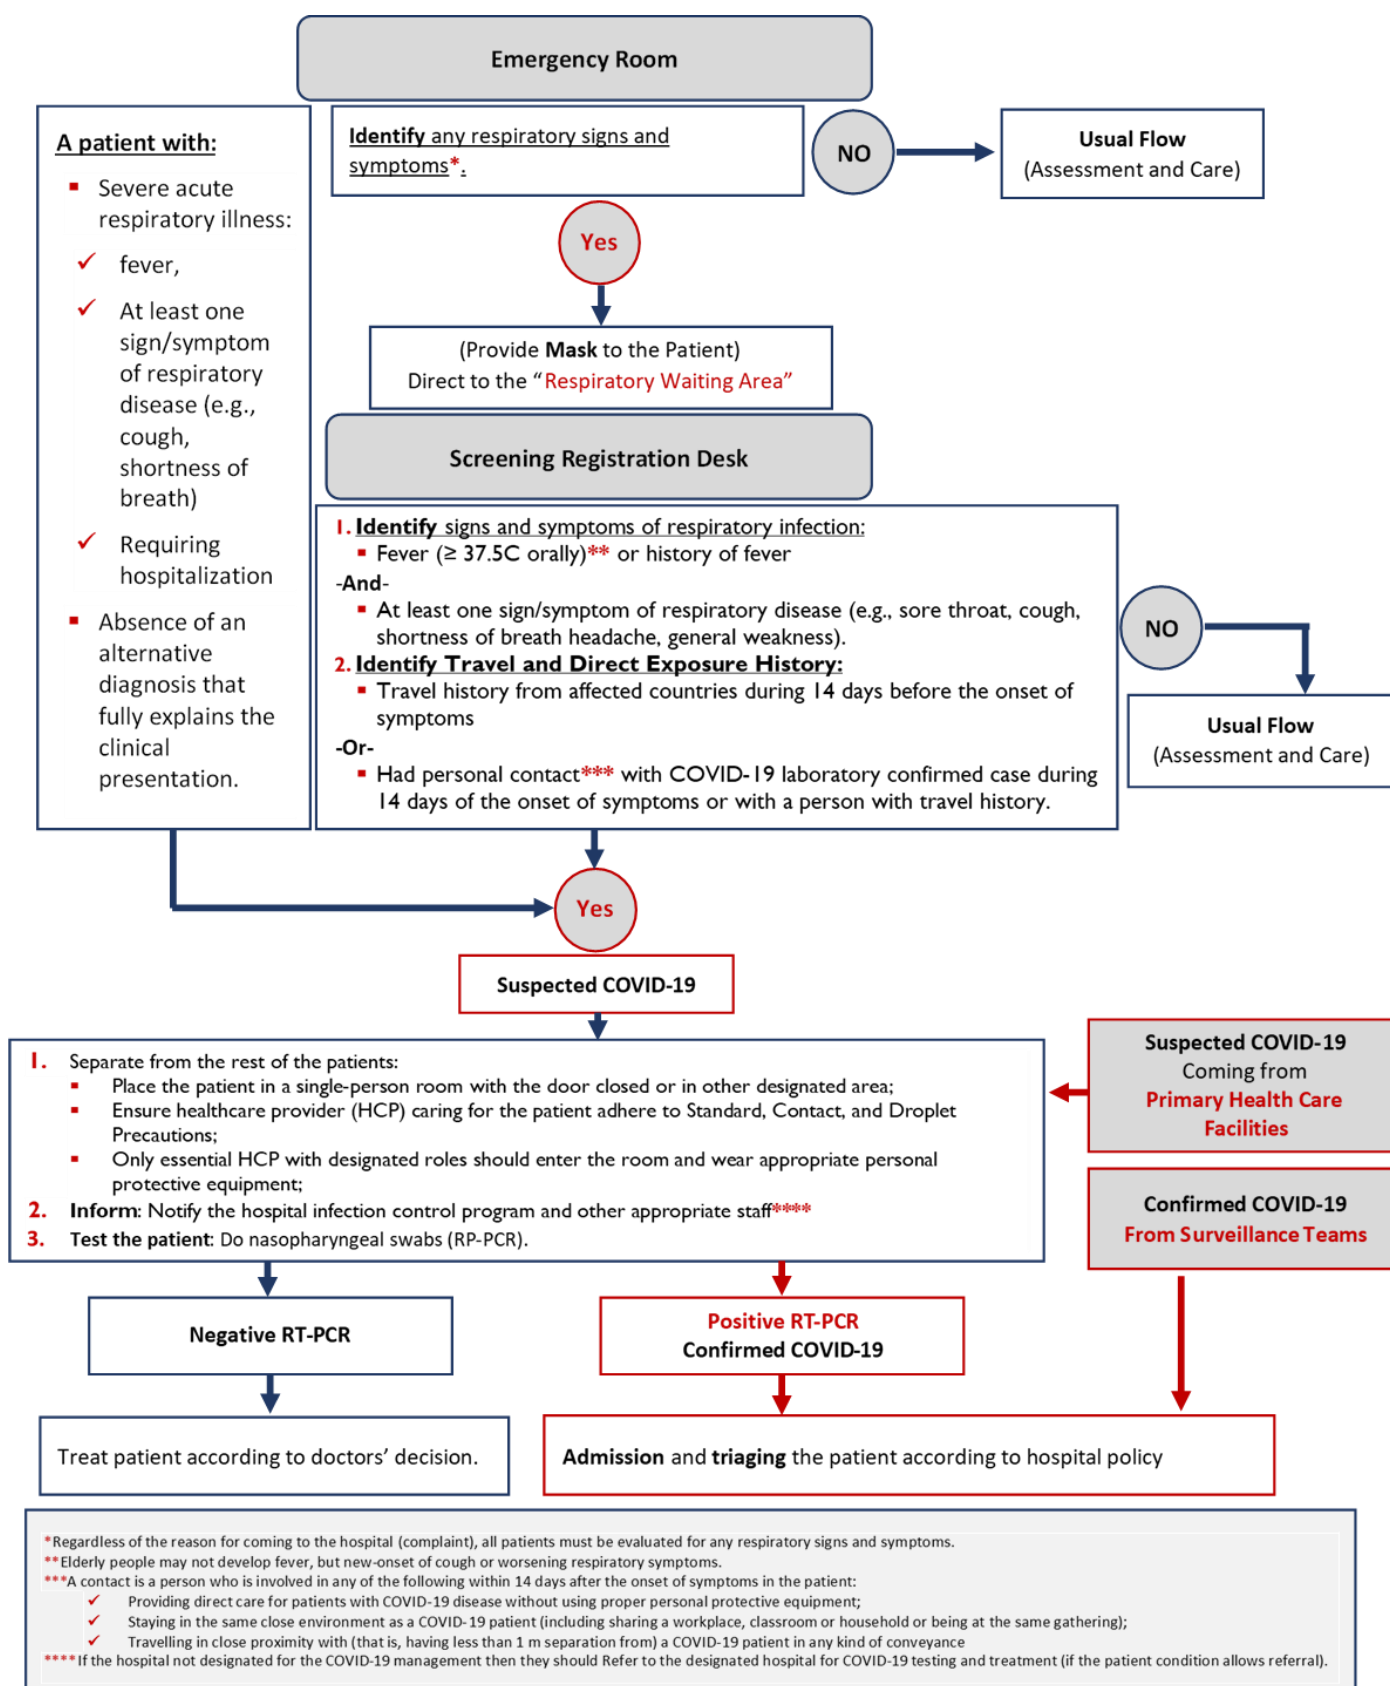 Emergency Room
A patient with:
▪ Severe acute
respiratory illness:
✓ fever,
✓ At least one
sign/symptom
of respiratory
disease (e.g.,
cough,
shortness of
breath)
✓ Requiring
hospitalization
▪ Absence of an
alternative
diagnosis that
fully explains the
clinical
presentation.
Identify any respiratory signs and
symptoms*.
NO
Usual Flow
(Assessment and Care)
Yes
(Provide Mask to the Patient)
Direct to the “Respiratory Waiting Area”
Screening Registration Desk
1. Identify signs and symptoms of respiratory infection:
▪ Fever (≥ 37.5C orally)** or history of fever
-And-
▪ At least one sign/symptom of respiratory disease (e.g., sore throat, cough,
shortness of breath headache, general weakness).
2. Identify Travel and Direct Exposure History:
▪ Travel history from affected countries during 14 days before the onset of
symptoms
-Or-
▪ Had personal contact*** with COVID-19 laboratory confirmed case during
14 days of the onset of symptoms or with a person with travel history.
NO
Usual Flow
(Assessment and Care)
Yes
Suspected COVID-19
1. Separate from the rest of the patients:
▪ Place the patient in a single-person room with the door closed or in other designated area;
▪ Ensure healthcare provider (HCP) caring for the patient adhere to Standard, Contact, and Droplet
Precautions;
▪ Only essential HCP with designated roles should enter the room and wear appropriate personal
protective equipment;
2. Inform: Notify the hospital infection control program and other appropriate staff****
3. Test the patient: Do nasopharyngeal swabs (RP-PCR).
Suspected COVID-19
Coming from
Primary Health Care
Facilities
Confirmed COVID-19
From Surveillance Teams
Negative RT-PCR
Positive RT-PCR
Confirmed COVID-19
Treat patient according to doctors’ decision.
Admission and triaging the patient according to hospital policy
*Regardless of the reason for coming to the hospital (complaint), all patients must be evaluated for any respiratory signs and symptoms.
**Elderly people may not develop fever, but new-onset of cough or worsening respiratory symptoms.
***A contact is a person who is involved in any of the following within 14 days after the onset of symptoms in the patient:
✓ Providing direct care for patients with COVID-19 disease without using proper personal protective equipment;
✓ Staying in the same close environment as a COVID-19 patient (including sharing a workplace, classroom or household or being at the same gathering);
✓ Travelling in close proximity with (that is, having less than 1 m separation from) a COVID-19 patient in any kind of conveyance
****If the hospital not designated for the COVID-19 management then they should Refer to the designated hospital for COVID-19 testing and treatment (if the patient condition allows referral).